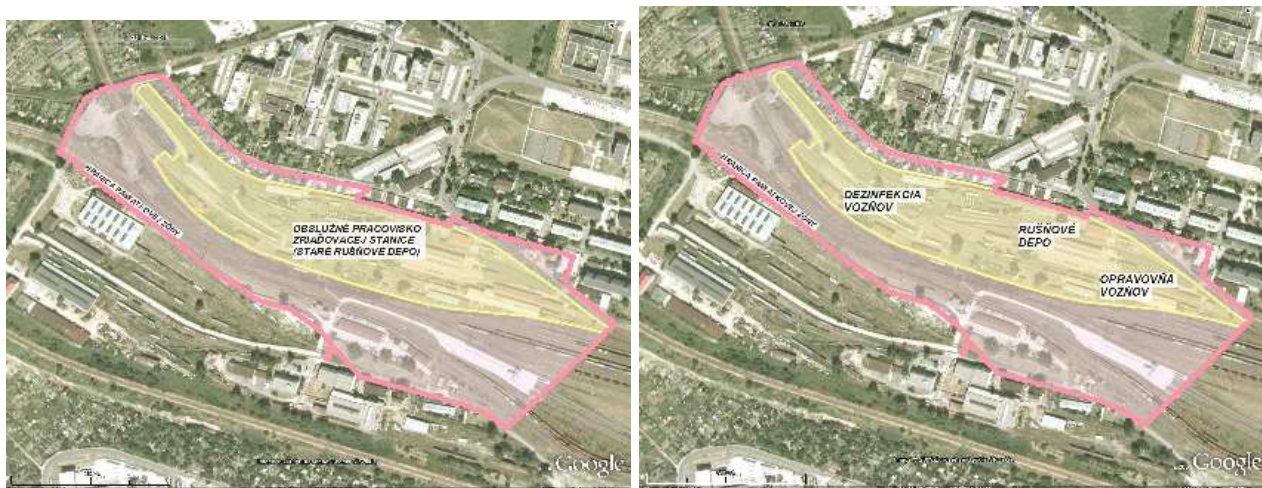 HRANICA PAMIATKOVEJ ZÓNY
OBSLUŽNÉ PRACOVISKO
ZRIAĎOVACEJ STANICE
(STARÉ RUŠŇOVÉ DEPO)
Google
HRANICA PAMIATKOVEJ ZÓNY
DEZINFEKCIA
VOZŇOV
RUŠŇOVÉ
DEPO
OPRAVOVŇA
VOZŇOV
Google